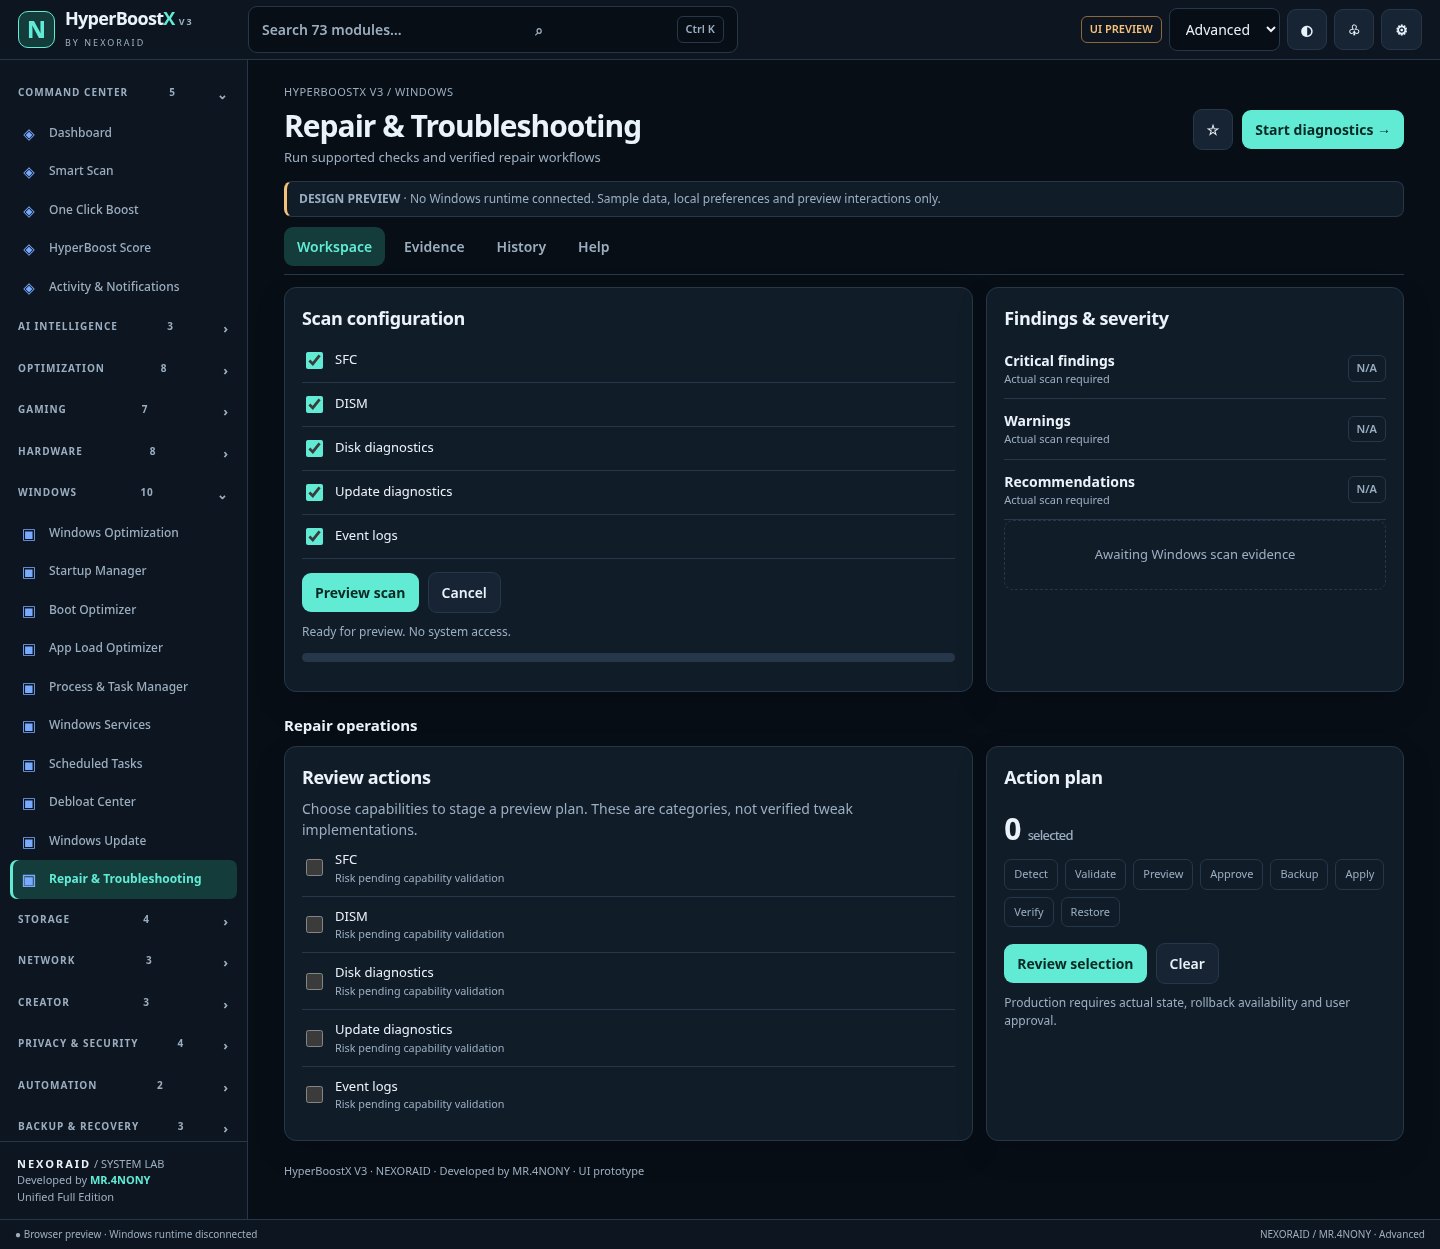 N HyperBoostX V3
BY NEXORAID
Search 73 modules...
Ctrl K
UI PREVIEW
Advanced
COMMAND CENTER 5
Dashboard
Smart Scan
One Click Boost
HyperBoost Score
Activity & Notifications
AI INTELLIGENCE 3
OPTIMIZATION 8
GAMING 7
HARDWARE 8
WINDOWS 10
Windows Optimization
Startup Manager
Boot Optimizer
App Load Optimizer
Process & Task Manager
Windows Services
Scheduled Tasks
Debloat Center
Windows Update
Repair & Troubleshooting
STORAGE 4
NETWORK 3
CREATOR 3
PRIVACY & SECURITY 4
AUTOMATION 2
BACKUP & RECOVERY 3
NEXORAID / SYSTEM LAB
Developed by MR.4NONY
Unified Full Edition
HYPERBOOSTX V3 / WINDOWS
Repair & Troubleshooting
Run supported checks and verified repair workflows
☆
Start diagnostics →
DESIGN PREVIEW · No Windows runtime connected. Sample data, local preferences and preview interactions only.
Workspace Evidence History Help
Scan configuration
SFC
DISM
Disk diagnostics
Update diagnostics
Event logs
Preview scan Cancel
Ready for preview. No system access.
Findings & severity
Critical findings
Actual scan required
N/A
Warnings
Actual scan required
N/A
Recommendations
Actual scan required
N/A
Awaiting Windows scan evidence
Repair operations
Review actions
Choose capabilities to stage a preview plan. These are categories, not verified tweak
implementations.
SFC
Risk pending capability validation
DISM
Risk pending capability validation
Disk diagnostics
Risk pending capability validation
Update diagnostics
Risk pending capability validation
Event logs
Risk pending capability validation
Action plan
0 selected
Detect Validate Preview Approve Backup Apply
Verify Restore
Review selection Clear
Production requires actual state, rollback availability and user
approval.
HyperBoostX V3 · NEXORAID · Developed by MR.4NONY · UI prototype
● Browser preview · Windows runtime disconnected
NEXORAID / MR.4NONY · Advanced